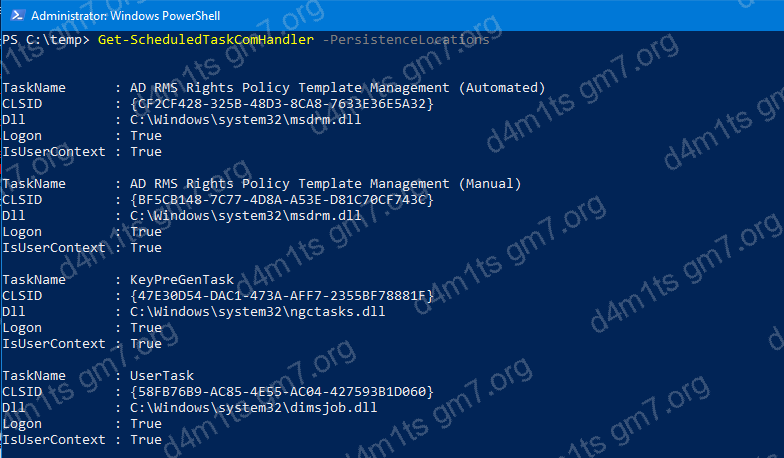 Administrator: Windows PowerShell
PS C:\temp> Get-ScheduledTaskComHandler -PersistenceLocations
TaskName      : AD RMS Rights Policy Template Management (Automated)
CLSID         : {CF2CF428-325B-48D3-8CA8-7633E36E5A32}
Dll           : C:\Windows\system32\msdrm.dll
Logon         : True
IsUserContext : True
TaskName      : AD RMS Rights Policy Template Management (Manual)
CLSID         : {BF5CB148-7C77-4D8A-A53E-D81C70CF743C}
Dll           : C:\Windows\system32\msdrm.dll
Logon         : True
IsUserContext : True
TaskName      : KeyPreGenTask
CLSID         : {47E30D54-DAC1-473A-AFF7-2355BF78881F}
Dll           : C:\Windows\system32\ngctasks.dll
Logon         : True
IsUserContext : True
TaskName      : UserTask
CLSID         : {58FB76B9-AC85-4E55-AC04-427593B1D060}
Dll           : C:\Windows\system32\dimsjob.dll
Logon         : True
IsUserContext : True
d4m1ts gm7.org